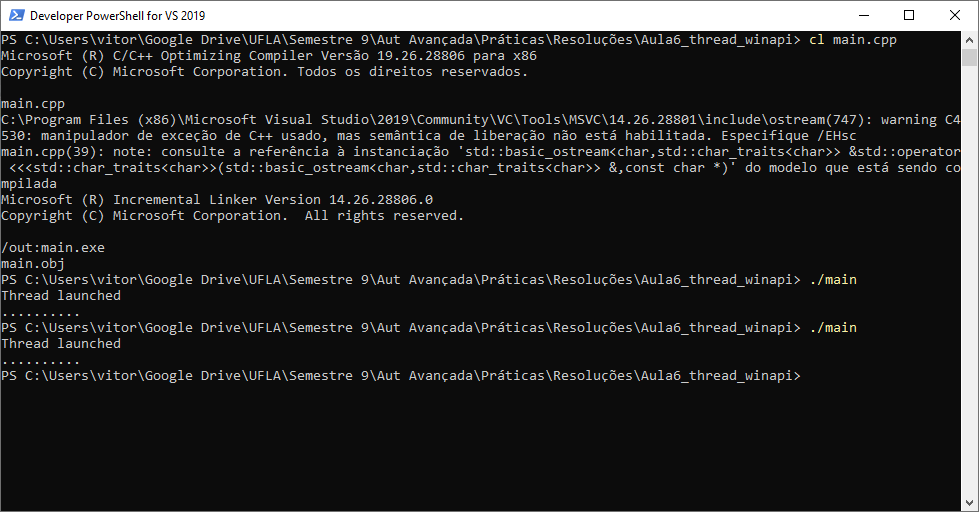 Developer PowerShell for VS 2019
PS C:\Users\vitor\Google Drive\UFLA\Semestre 9\Aut Avançada\Práticas\Resoluções\Aula6_thread_winapi> cl main.cpp
Microsoft (R) C/C++ Optimizing Compiler Versão 19.26.28806 para x86
Copyright (C) Microsoft Corporation. Todos os direitos reservados.
main.cpp
C:\Program Files (x86)\Microsoft Visual Studio\2019\Community\VC\Tools\MSVC\14.26.28801\include\ostream(747): warning C4
530: manipulador de exceção de C++ usado, mas semântica de liberação não está habilitada. Especifique /EHsc
main.cpp(39): note: consulte a referência à instanciação 'std::basic_ostream<char,std::char_traits<char>> &std::operator
 <<<std::char_traits<char>>(std::basic_ostream<char,std::char_traits<char>> &,const char *)' do modelo que está sendo co
mpilada
Microsoft (R) Incremental Linker Version 14.26.28806.0
Copyright (C) Microsoft Corporation.  All rights reserved.
/out:main.exe
main.obj
PS C:\Users\vitor\Google Drive\UFLA\Semestre 9\Aut Avançada\Práticas\Resoluções\Aula6_thread_winapi> ./main
Thread launched
..........
PS C:\Users\vitor\Google Drive\UFLA\Semestre 9\Aut Avançada\Práticas\Resoluções\Aula6_thread_winapi> ./main
Thread launched
..........
PS C:\Users\vitor\Google Drive\UFLA\Semestre 9\Aut Avançada\Práticas\Resoluções\Aula6_thread_winapi>